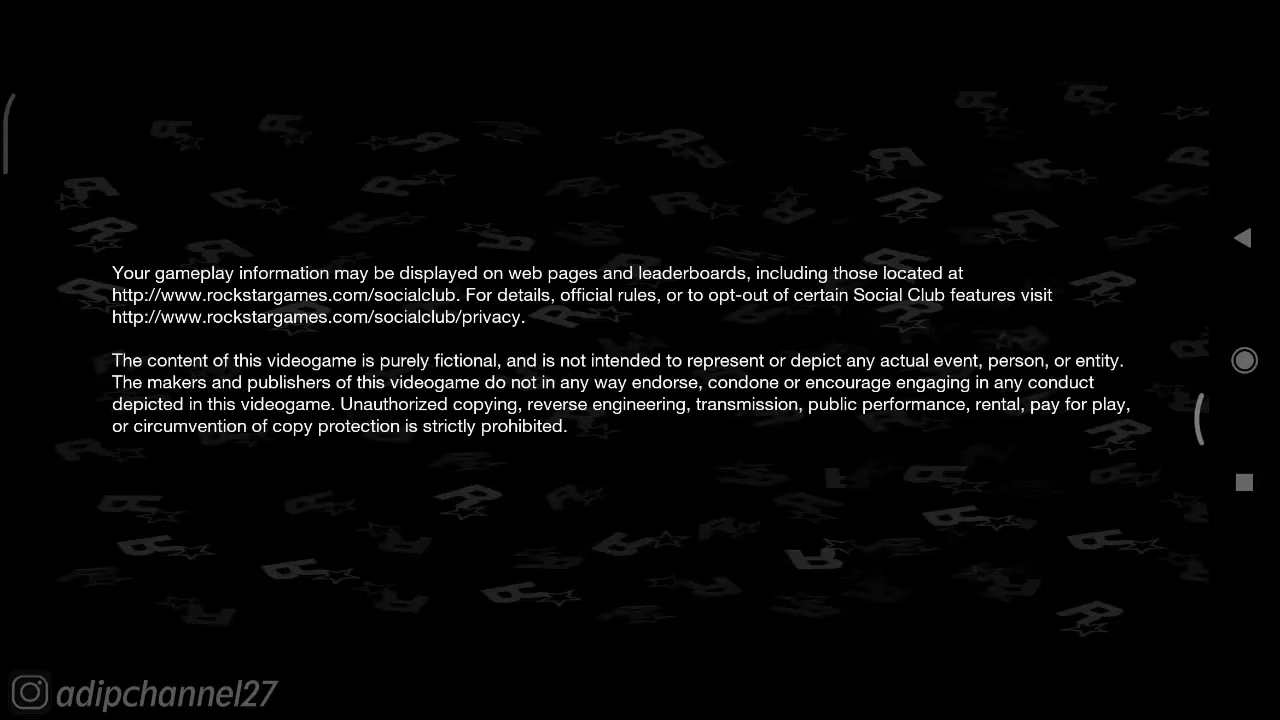 Your gameplay information may be displayed on web pages and leaderboards, including those located at
http://www.rockstargames.com/socialclub. For details, official rules, or to opt-out of certain Social Club features visit
http://www.rockstargames.com/socialclub/privacy.
The content of this videogame is purely fictional, and is not intended to represent or depict any actual event, person, or entity.
The makers and publishers of this videogame do not in any way endorse, condone or encourage engaging in any conduct
depicted in this videogame. Unauthorized copying, reverse engineering, transmission, public performance, rental, pay for play,
or circumvention of copy protection is strictly prohibited.
adipchannel27